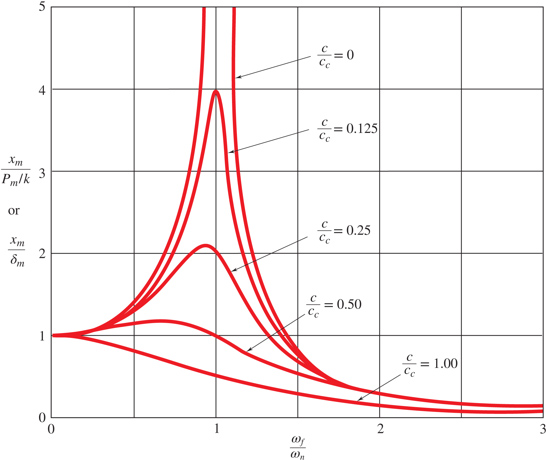 5
4
3
2
1
0
0
1
2
3
x_m
P_m/k
or
x_m
δ_m
c/c_c = 0
c/c_c = 0.125
c/c_c = 0.25
c/c_c = 0.50
c/c_c = 1.00
ω_f
ω_n